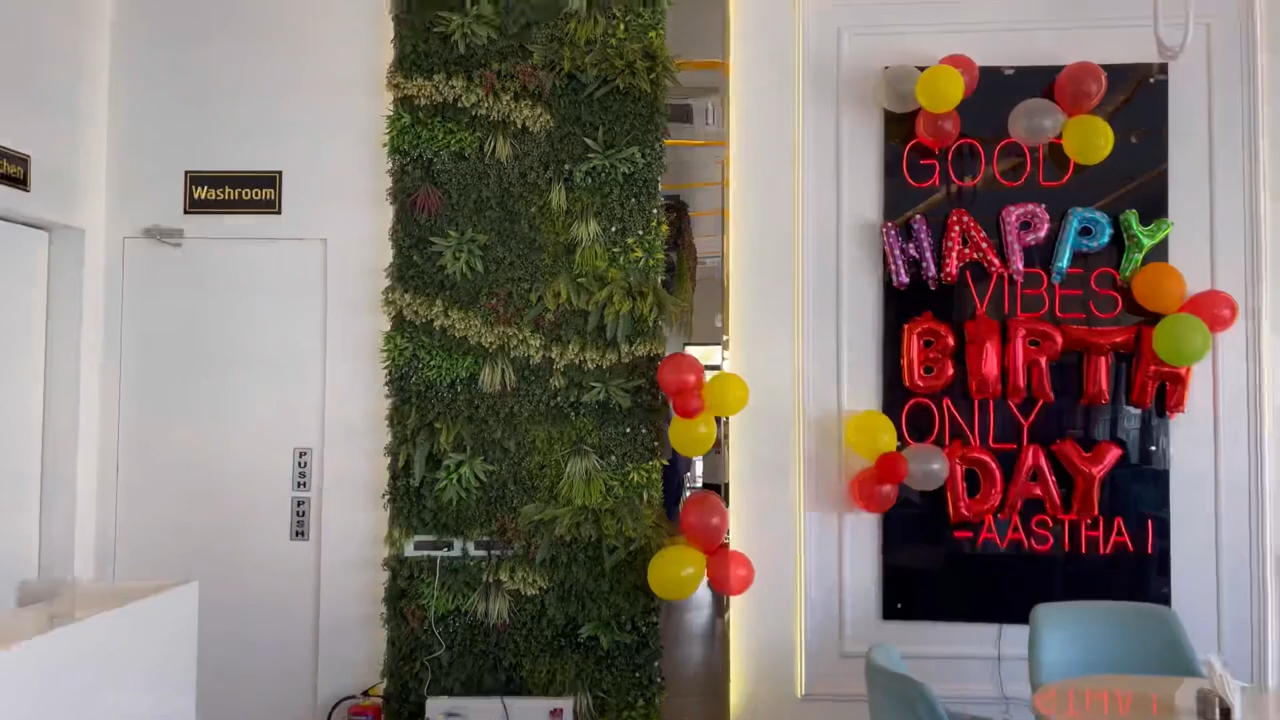 chen
Washroom
PUSH
PUSH
GOOD
HAPPY
VIBES
BIRTH
ONLY
DAY
-AASTHA I